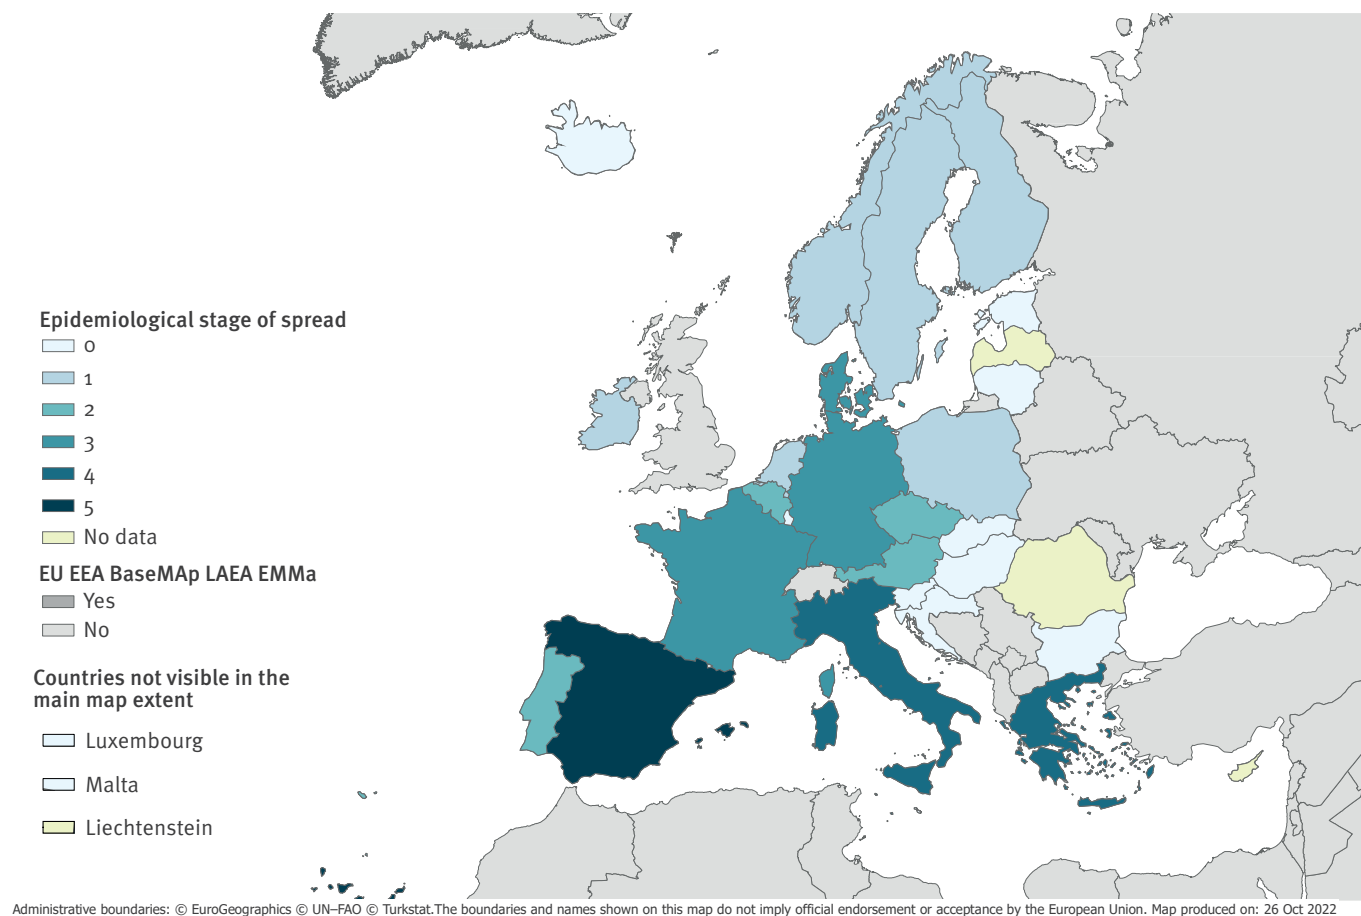 Epidemiological stage of spread
0
1
2
3
4
5
No data
EU EEA BaseMAp LAEA EMMa
Yes
No
Countries not visible in the
main map extent
Luxembourg
Malta
Liechtenstein
Administrative boundaries: © EuroGeographics © UN–FAO © Turkstat.The boundaries and names shown on this map do not imply official endorsement or acceptance by the European Union. Map produced on: 26 Oct 2022